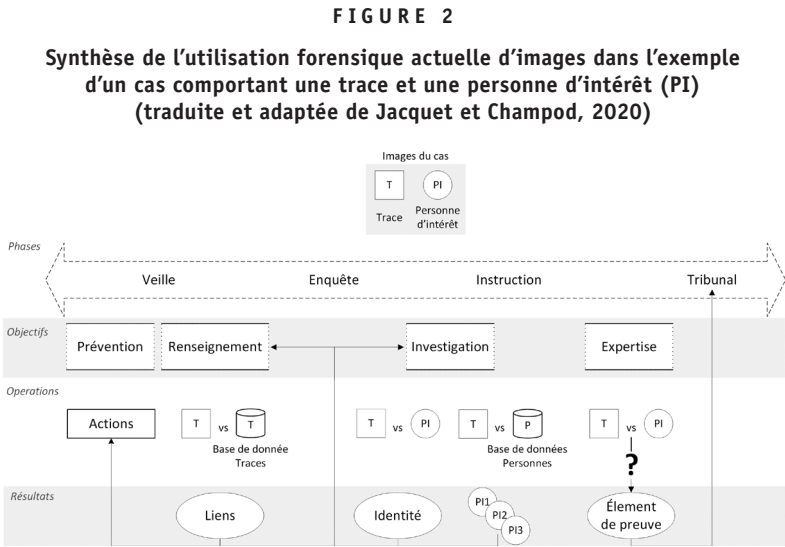 FIGURE 2
Synthèse de l'utilisation forensique actuelle d'images dans l'exemple
d'un cas comportant une trace et une personne d'intérêt (PI)
(traduite et adaptée de Jacquet et Champod, 2020)
Images du cas
T PI
Trace Personne
d'intérêt
Phases
Veille Enquête Instruction Tribunal
Objectifs
Prévention Renseignement Investigation Expertise
Operations
Actions T vs T T vs PI T vs P T vs PI
Base de donnée Base de données
Traces Personnes
?
Résultats
Liens Identité PI1 PI2 PI3 Élement
de preuve